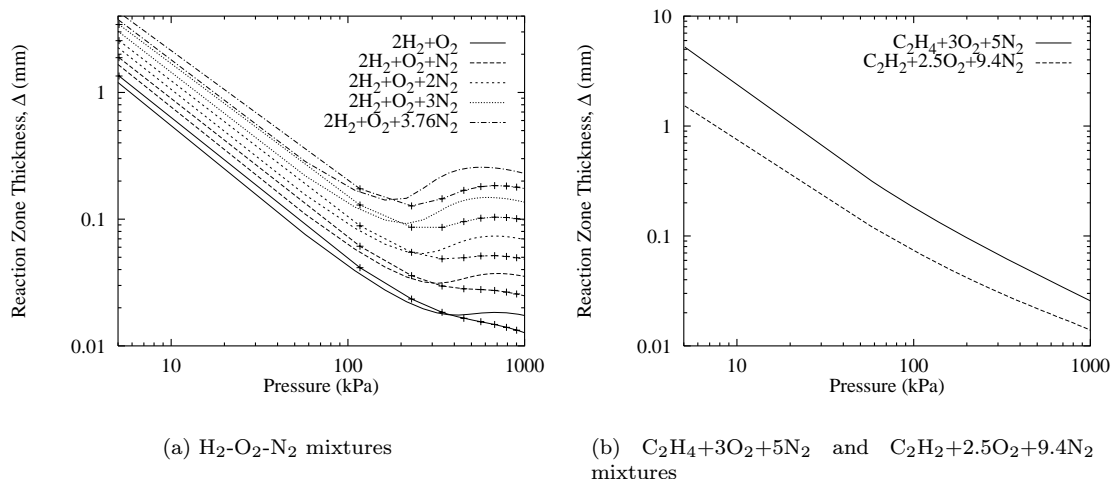 Reaction Zone Thickness, Δ (mm)
1
0.1
0.01
10
100
1000
Pressure (kPa)
2H₂+O₂
2H₂+O₂+N₂
2H₂+O₂+2N₂
2H₂+O₂+3N₂
2H₂+O₂+3.76N₂
(a) H₂-O₂-N₂ mixtures
Reaction Zone Thickness, Δ (mm)
10
1
0.1
0.01
10
100
1000
Pressure (kPa)
C₂H₄+3O₂+5N₂
C₂H₂+2.5O₂+9.4N₂
(b) C₂H₄+3O₂+5N₂ and C₂H₂+2.5O₂+9.4N₂
mixtures